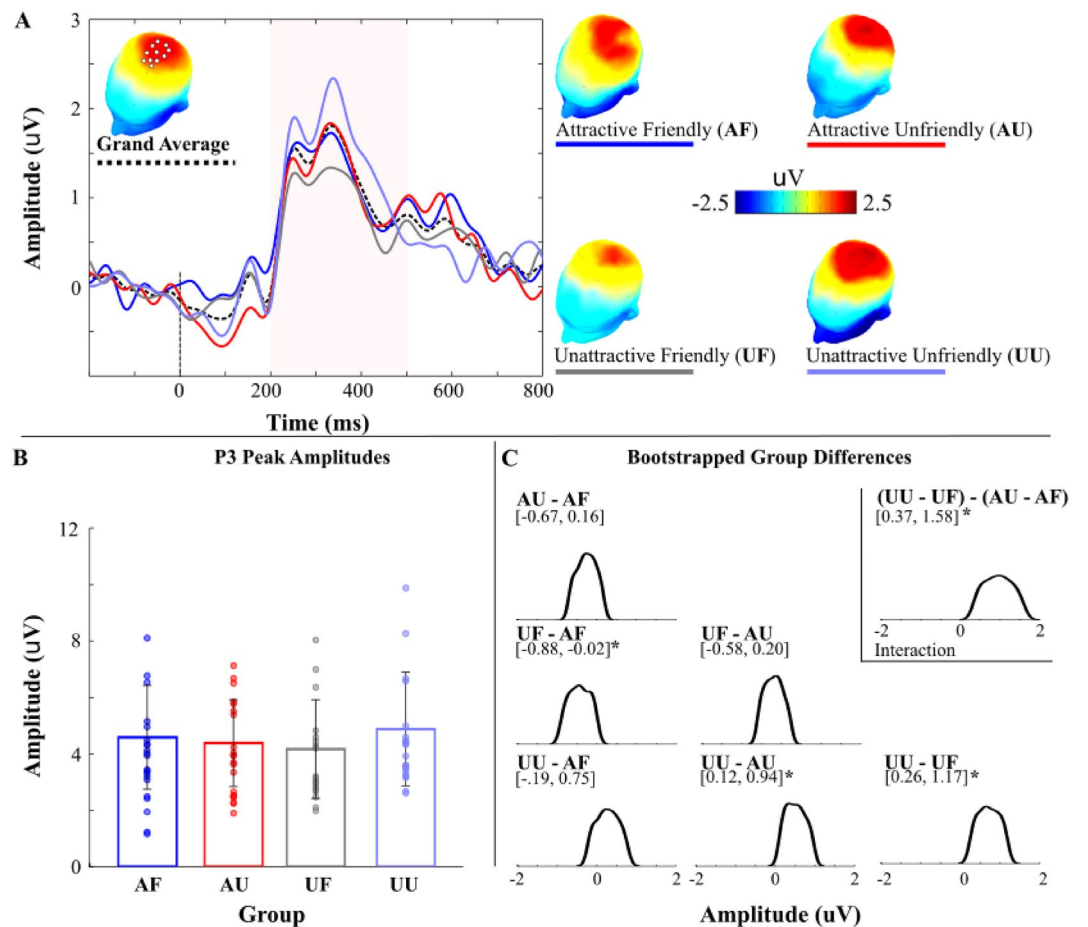 A
Amplitude (uV)
3
2
1
0
Grand Average
0
200
400
600
800
Time (ms)
Attractive Friendly (AF)
Attractive Unfriendly (AU)
uV
-2.5
2.5
Unattractive Friendly (UF)
Unattractive Unfriendly (UU)
B
P3 Peak Amplitudes
Amplitude (uV)
12
8
4
0
AF
AU
UF
UU
Group
C
Bootstrapped Group Differences
AU - AF
[-0.67, 0.16]
(UU - UF) - (AU - AF)
[0.37, 1.58]*
-2
0
2
Interaction
UF - AF
[-0.88, -0.02]*
UF - AU
[-0.58, 0.20]
UU - AF
[-.19, 0.75]
UU - AU
[0.12, 0.94]*
UU - UF
[0.26, 1.17]*
-2
0
2
-2
0
2
-2
0
2
Amplitude (uV)